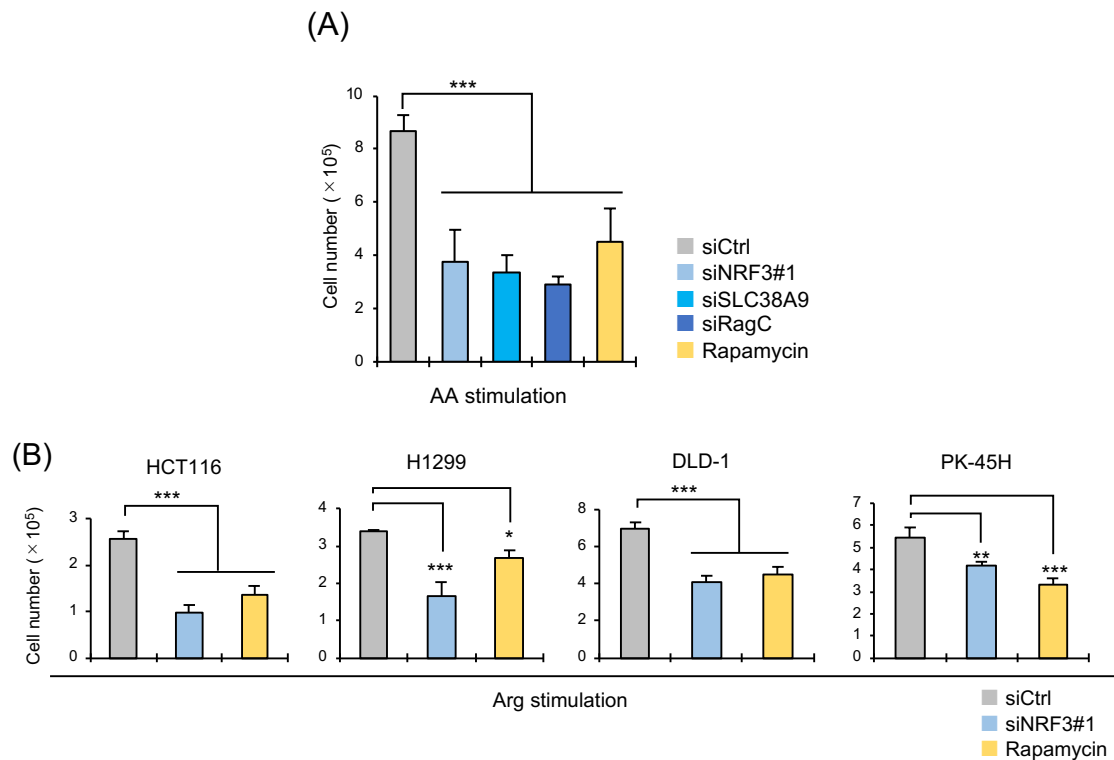 (A)
***
Cell number (×10⁵)
10
8
6
4
2
0
AA stimulation
siCtrl
siNRF3#1
siSLC38A9
siRagC
Rapamycin
(B)
HCT116
***
Cell number (×10⁵)
3
2
1
0
H1299
***
*
4
3
2
1
0
DLD-1
***
8
6
4
2
0
PK-45H
**
***
7
6
5
4
3
2
1
0
Arg stimulation
siCtrl
siNRF3#1
Rapamycin